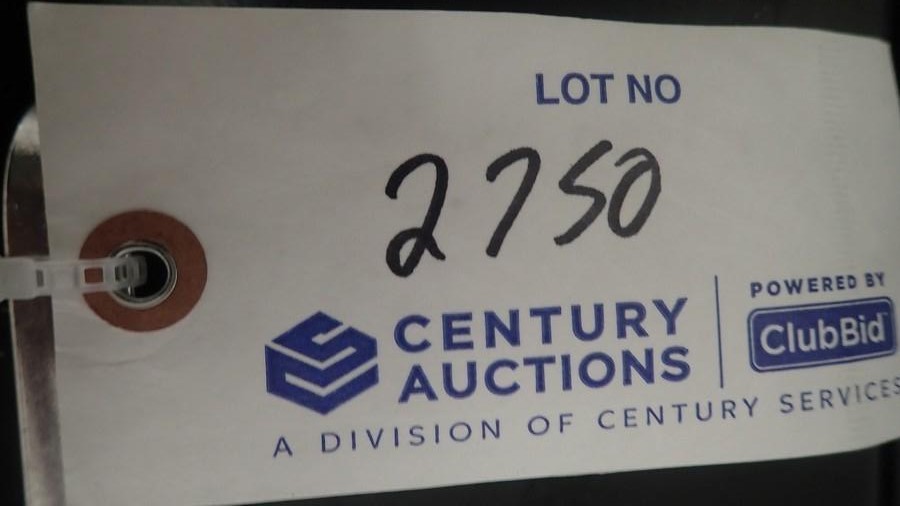 LOT NO
2750
CENTURY
AUCTIONS
POWERED BY
ClubBid
A DIVISION OF CENTURY SERVICES